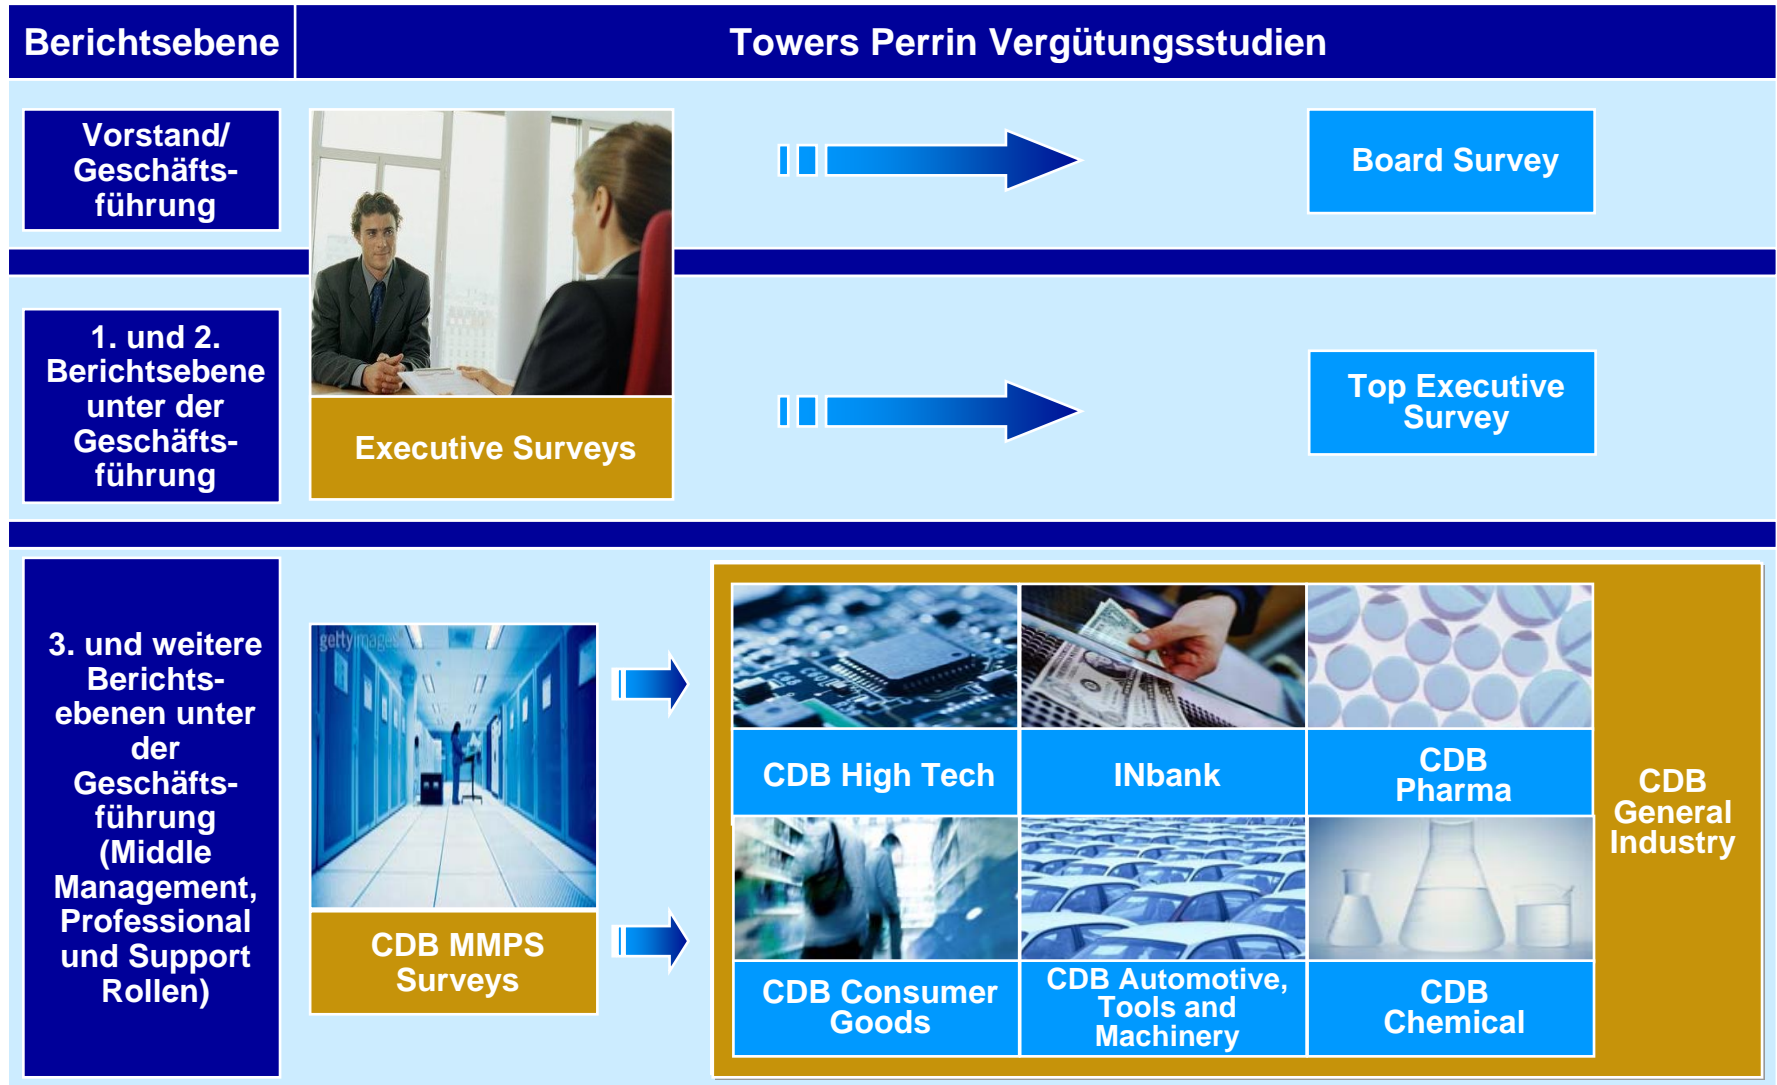 Berichtsebene
Towers Perrin Vergütungsstudien
Vorstand/
Geschäfts-
führung
Board Survey
1. und 2.
Berichtsebene
unter der
Geschäfts-
führung
Executive Surveys
Top Executive
Survey
3. und weitere
Berichts-
ebenen unter
der
Geschäfts-
führung
(Middle
Management,
Professional
und Support
Rollen)
gettyimages
CDB MMPS
Surveys
CDB High Tech
INbank
CDB
Pharma
CDB Consumer
Goods
CDB Automotive,
Tools and
Machinery
CDB
Chemical
CDB
General
Industry